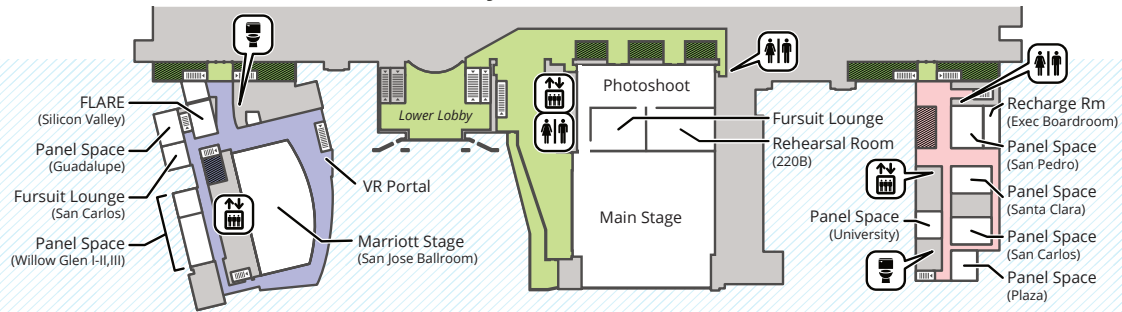 FLARE
(Silicon Valley)
Panel Space
(Guadalupe)
Fursuit Lounge
(San Carlos)
Panel Space
(Willow Glen I-II,III)
VR Portal
Marriott Stage
(San Jose Ballroom)
Lower Lobby
Photoshoot
Fursuit Lounge
Rehearsal Room
(220B)
Main Stage
Recharge Rm
(Exec Boardroom)
Panel Space
(San Pedro)
Panel Space
(Santa Clara)
Panel Space
(University)
Panel Space
(San Carlos)
Panel Space
(Plaza)